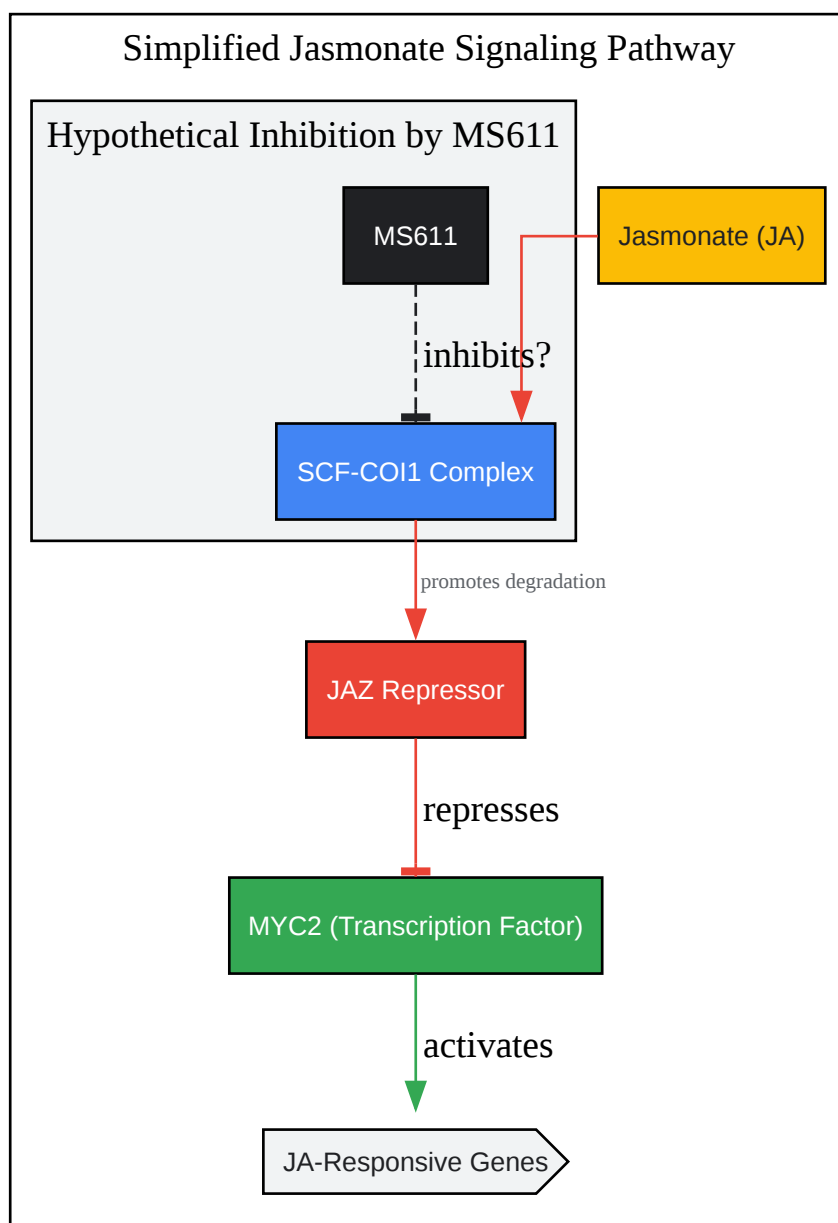 Simplified Jasmonate Signaling Pathway
Hypothetical Inhibition by MS611
MS611
Jasmonate (JA)
inhibits?
SCF-COI1 Complex
promotes degradation
JAZ Repressor
represses
MYC2 (Transcription Factor)
activates
JA-Responsive Genes